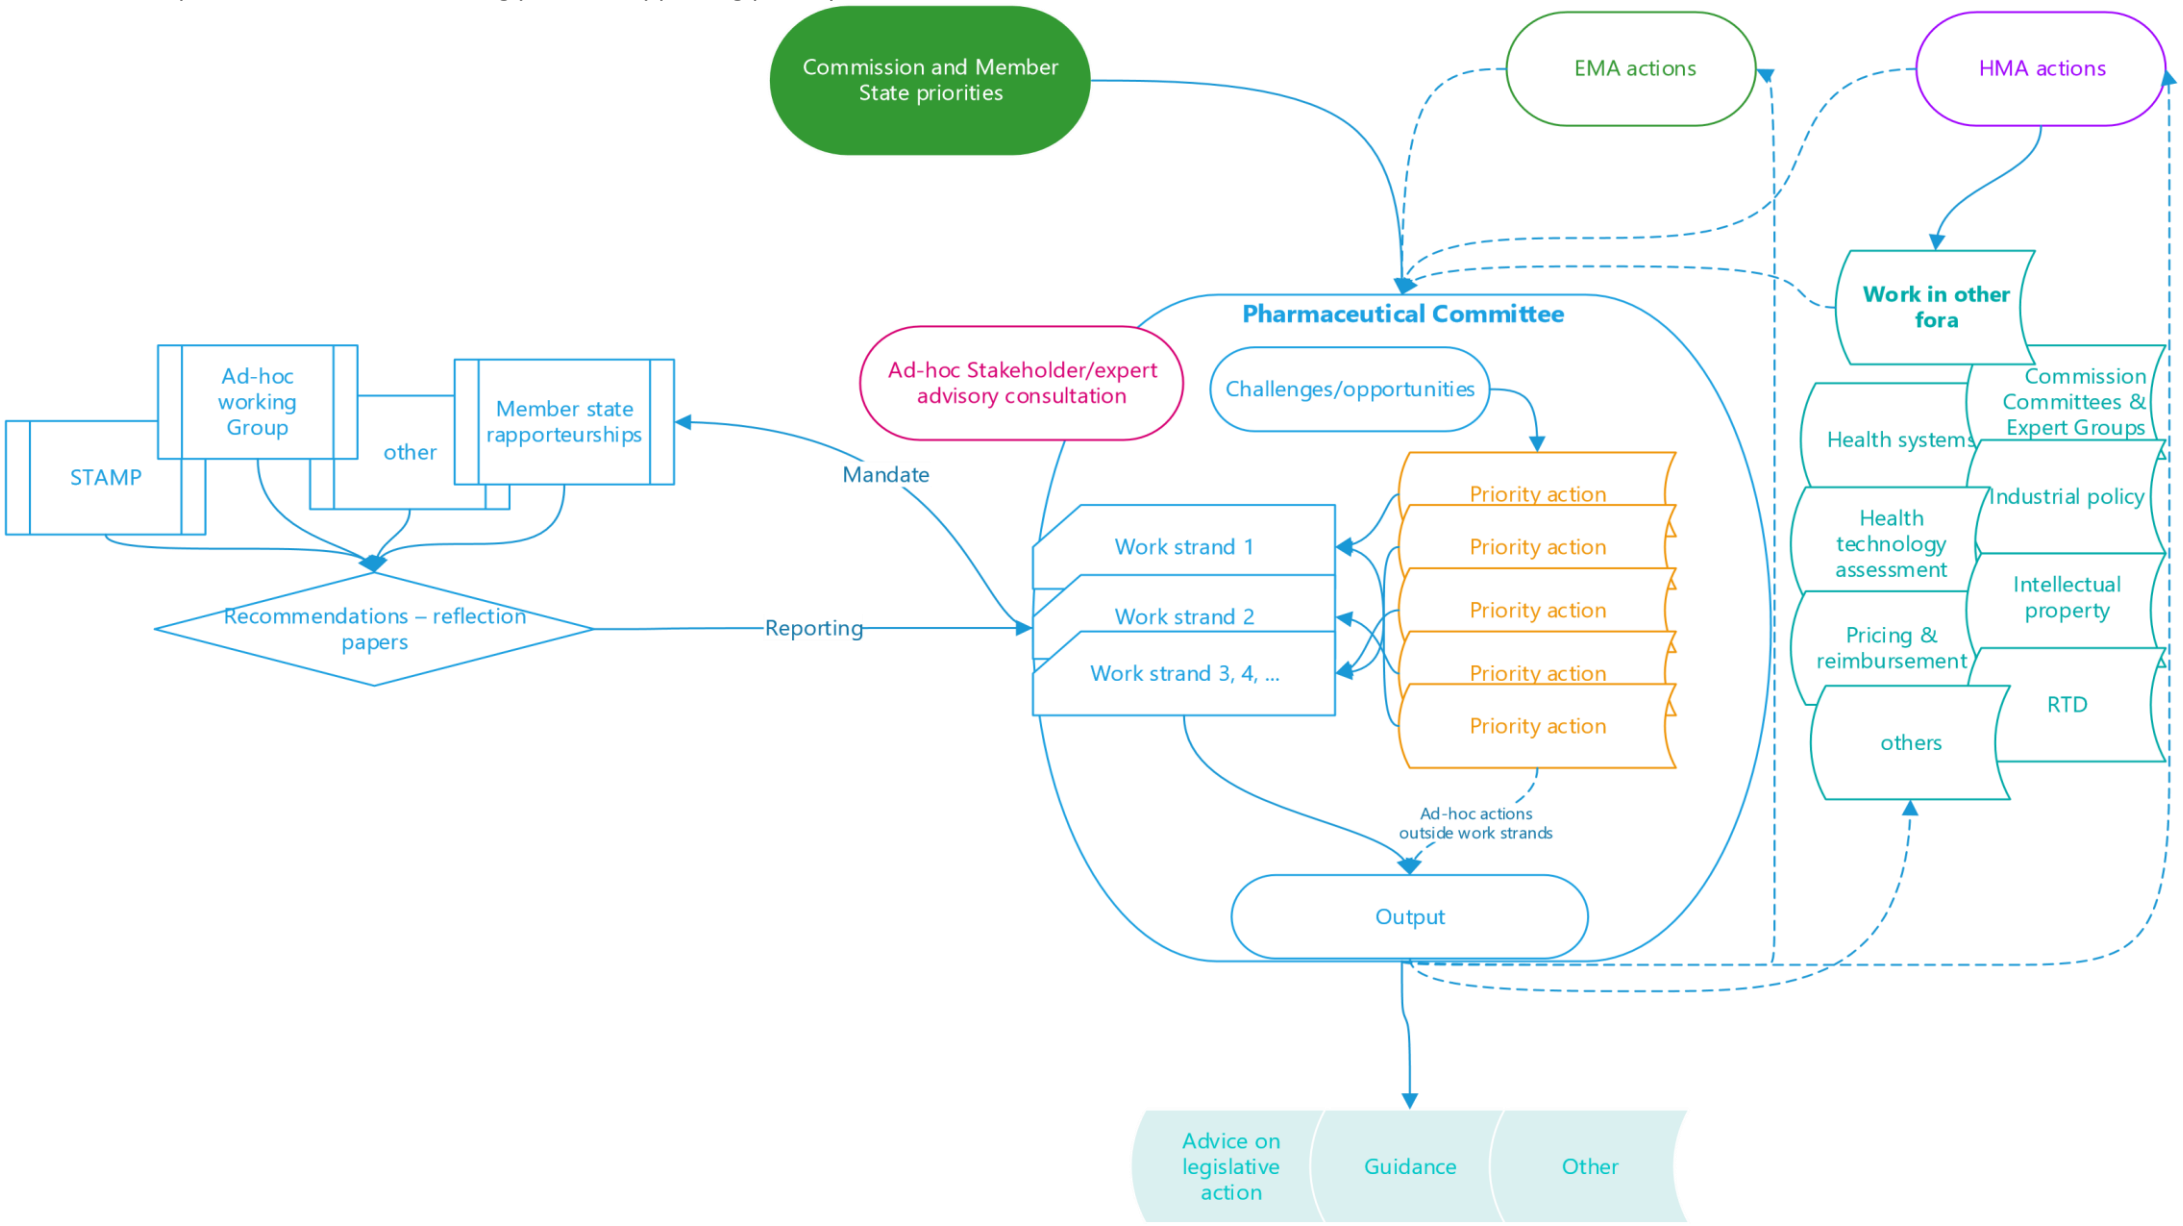 Commission and Member
State priorities
EMA actions
HMA actions
Work in other
fora
Pharmaceutical Committee
Ad-hoc Stakeholder/expert
advisory consultation
Challenges/opportunities
Ad-hoc
working
Group
Member state
rapporteurships
other
STAMP
Mandate
Commission
Committees &
Expert Groups
Health systems
Industrial policy
Health
technology
assessment
Intellectual
property
Pricing &
reimbursement
RTD
others
Priority action
Priority action
Priority action
Priority action
Priority action
Work strand 1
Work strand 2
Work strand 3, 4, ...
Recommendations – reflection
papers
Reporting
Ad-hoc actions
outside work strands
Output
Advice on
legislative
action
Guidance
Other